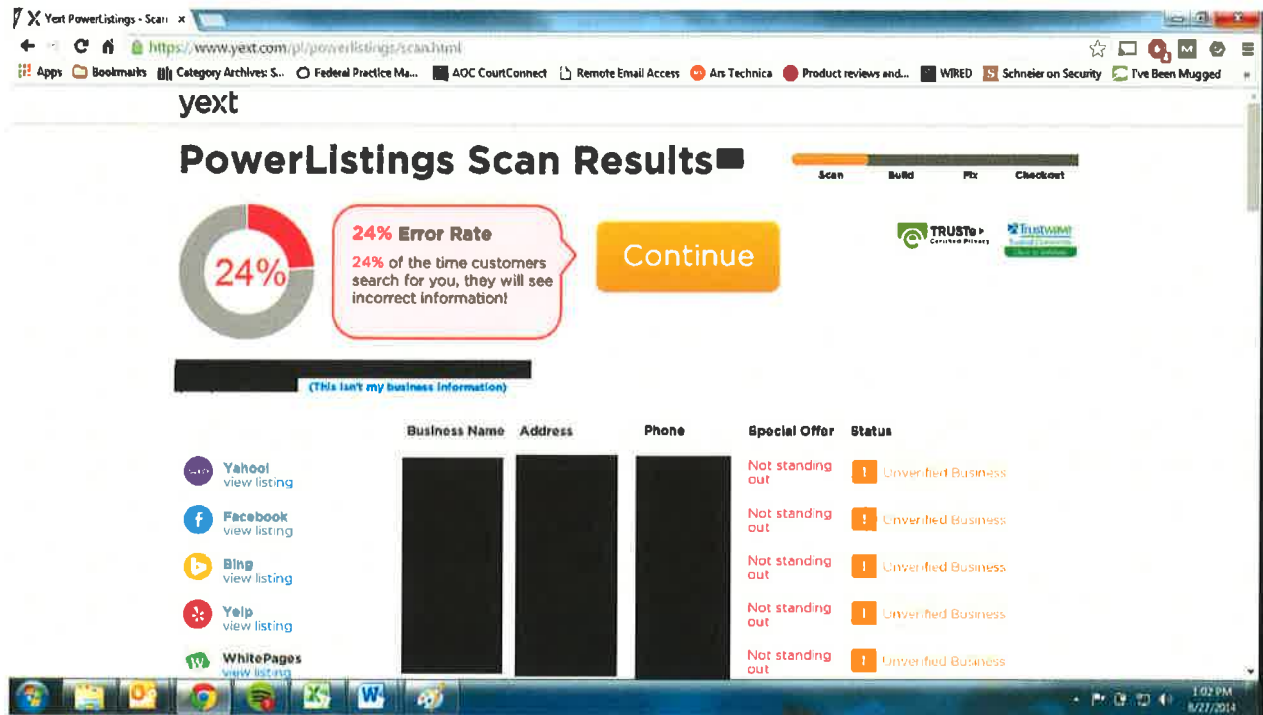 Yext PowerListings - Scan
https://www.yext.com/pl/powerlistings/scan.html
Apps Bookmarks Category Archives: S... Federal Practice Ma... AOC CourtConnect Remote Email Access Ars Technica Product reviews and... WIRED Schneier on Security I've Been Mugged
yext
PowerListings Scan Results
Scan Build Fix Checkout
24%
24% Error Rate
24% of the time customers
search for you, they will see
incorrect information!
Continue
TRUSTe
Certified Privacy
Trustwave
(This isn't my business information)
Business Name Address Phone Special Offer Status
Yahoo!
view listing
Not standing
out
! Unverified Business
Facebook
view listing
Not standing
out
! Unverified Business
Bing
view listing
Not standing
out
! Unverified Business
Yelp
view listing
Not standing
out
! Unverified Business
WhitePages
view listing
Not standing
out
! Unverified Business
1:02 PM
8/27/2014